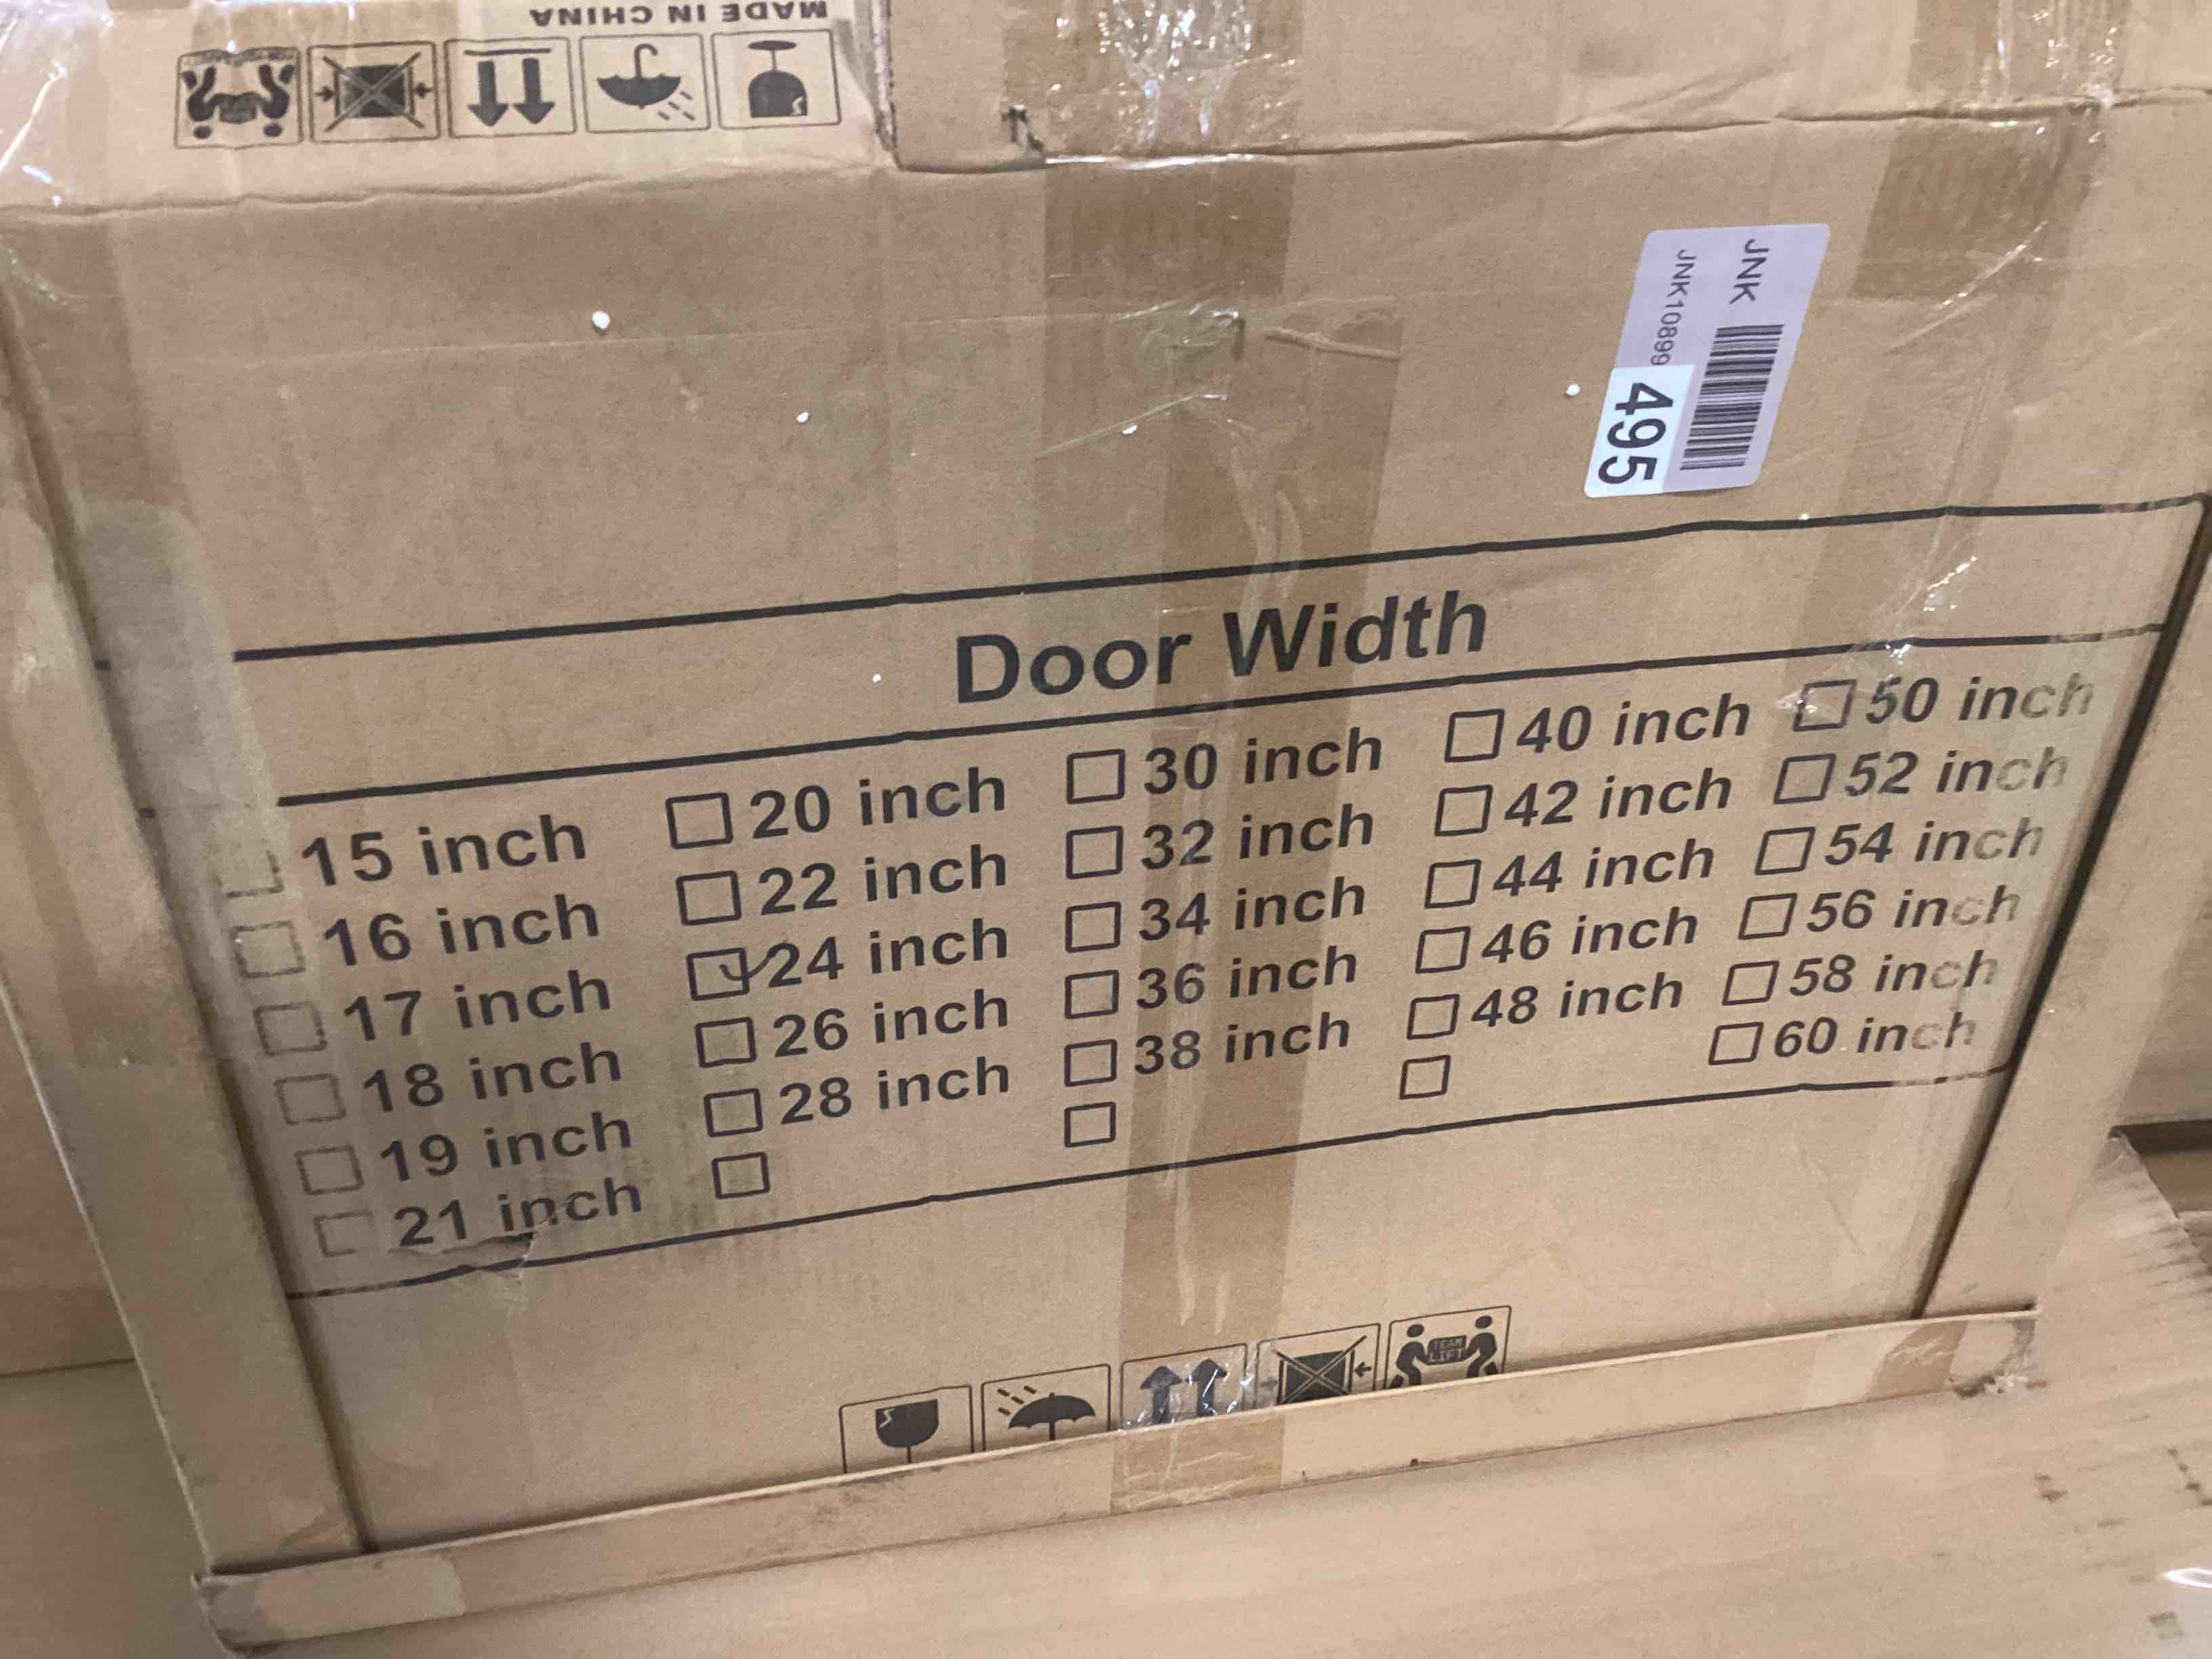 MADE IN CHINA
JNK
JNK10899
495
Door Width
15 inch 20 inch 30 inch 40 inch 50 inch
16 inch 22 inch 32 inch 42 inch 52 inch
17 inch 24 inch 34 inch 44 inch 54 inch
18 inch 26 inch 36 inch 46 inch 56 inch
19 inch 28 inch 38 inch 48 inch 58 inch
21 inch 60 inch
TEAM
LIFT